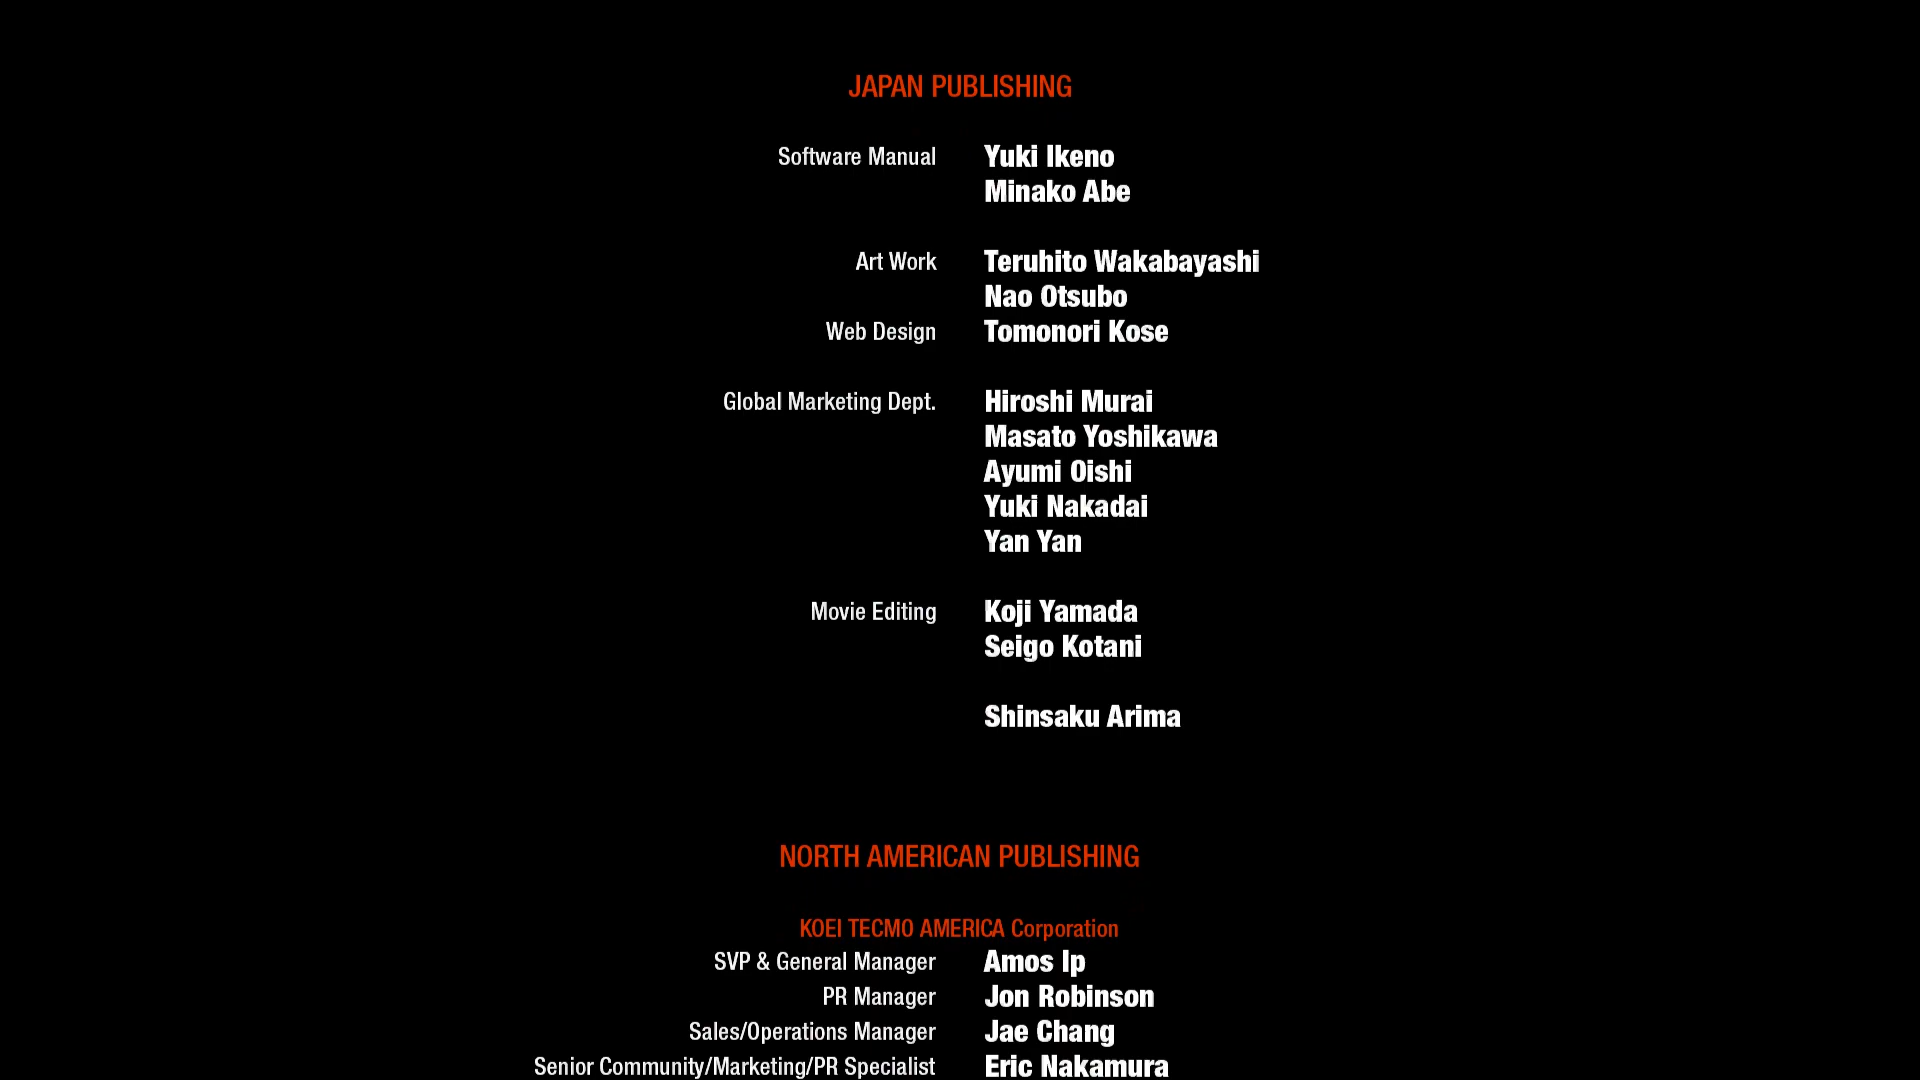 JAPAN PUBLISHING
Software Manual Yuki Ikeno
Minako Abe
Art Work Teruhito Wakabayashi
Nao Otsubo
Web Design Tomonori Kose
Global Marketing Dept. Hiroshi Murai
Masato Yoshikawa
Ayumi Oishi
Yuki Nakadai
Yan Yan
Movie Editing Koji Yamada
Seigo Kotani
Shinsaku Arima
NORTH AMERICAN PUBLISHING
KOEI TECMO AMERICA Corporation
SVP & General Manager Amos Ip
PR Manager Jon Robinson
Sales/Operations Manager Jae Chang
Senior Community/Marketing/PR Specialist Eric Nakamura